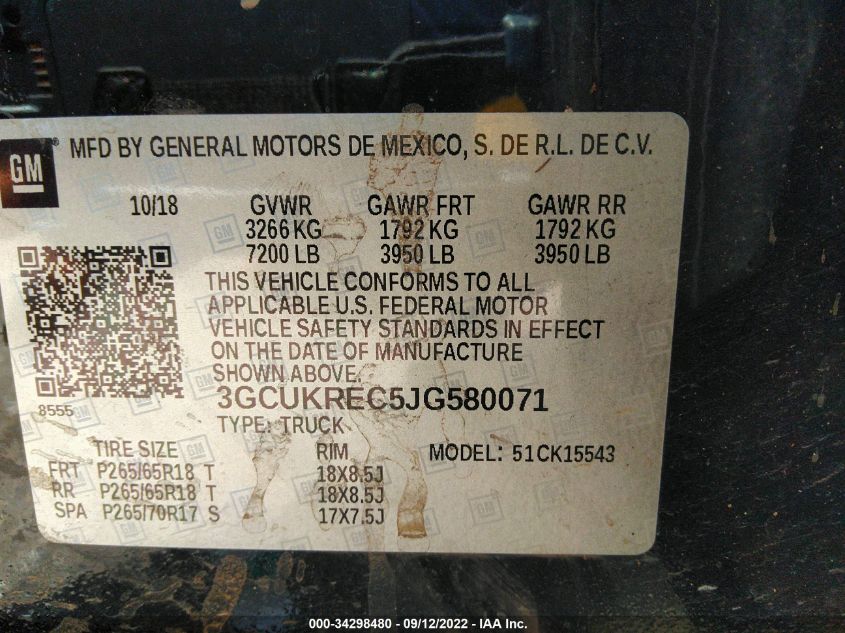 GM
MFD BY GENERAL MOTORS DE MEXICO, S. DE R.L. DE C.V.
10/18 GVWR GAWR FRT GAWR RR
3266 KG 1792 KG 1792 KG
7200 LB 3950 LB 3950 LB
THIS VEHICLE CONFORMS TO ALL
APPLICABLE U.S. FEDERAL MOTOR
VEHICLE SAFETY STANDARDS IN EFFECT
ON THE DATE OF MANUFACTURE
SHOWN ABOVE.
8555
3GCUKREC5JG580071
TYPE: TRUCK
TIRE SIZE RIM MODEL: 51CK15543
FRT P265/65R18 T 18X8.5J
RR P265/65R18 T 18X8.5J
SPA P265/70R17 S 17X7.5J
000-34298480 - 09/12/2022 - IAA Inc.